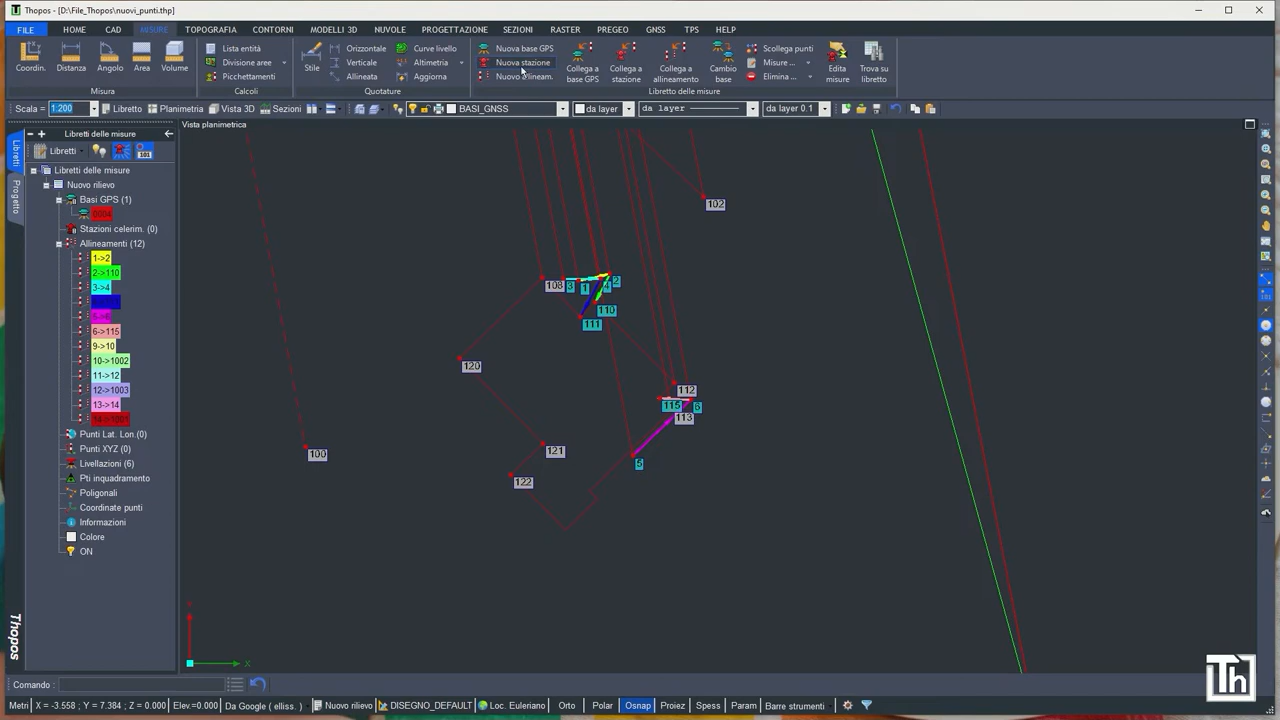 Thopos - [D:\File_Thopos\nuovi_punti.thp]
FILE HOME CAD MISURE TOPOGRAFIA CONTORNI MODELLI 3D NUVOLE PROGETTAZIONE SEZIONI RASTER PREGEO GNSS TPS HELP
Coordin. Distanza Angolo Area Volume
Misura
Lista entità
Divisione aree
Picchettamenti
Calcoli
Stile
Orizzontale
Verticale
Allineata
Curve livello
Altimetria
Aggiorna
Quotature
Nuova base GPS
Nuova stazione
Collega a base GPS
Collega a stazione
Collega a allineamento
Cambio base
Scollega punti
Misure ...
Elimina ...
Edita misura
Trova su libretto
Libretto delle misure
Scala = 1:200 Libretto Planimetria Vista 3D Sezioni BASI_GNSS da layer da layer da layer 0.1
Vista planimetrica
Libretti
Progetto
Libretti delle misure
Libretti
101
Libretti delle misure
Nuovo rilievo
Basi GPS (1)
0004
Stazioni celerim. (0)
Allineamenti (12)
1->2
2->110
3->4
6->115
9->10
10->1002
11->12
12->1003
13->14
14->1001
Punti Lat. Lon.(0)
Punti XYZ (0)
Livellazioni (6)
Pti inquadramento
Poligonali
Coordinate punti
Informazioni
Colore
ON
102
103
3
1
4
2
110
111
120
112
115
6
113
121
100
5
122
X
Thopos
Th
Comando :
Metri X = -3.558 ; Y = 7.384 ; Z = 0.000 Elev.=0.000 Da Google ( elliss. ) Nuovo rilievo DISEGNO_DEFAULT Loc. Euleriano Orto Polar Osnap Proiez Spess Param Barre strumenti